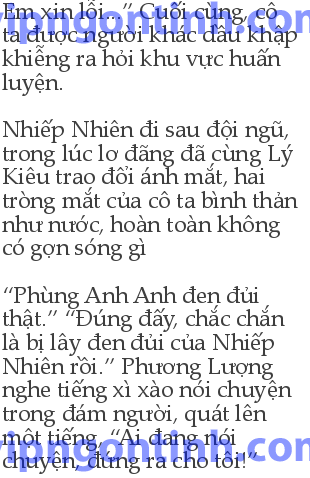 Em xin lỗi...” Cuối cùng, cô
ta được người khác đầu khập
khiễng ra hỏi khu vực huấn
luyện.
Nhiếp Nhiên đi sau đội ngũ,
trong lúc lơ đãng đã cùng Lý
Kiêu trao đổi ánh mắt, hai
tròng mắt của cô ta bình thản
như nước, hoàn toàn không
có gợn sóng gì
“Phùng Anh Anh đen đủi
thật.” “Đúng đấy, chắc chắn
là bị lây đen đủi của Nhiếp
Nhiên rồi.” Phương Lượng
nghe tiếng xì xào nói chuyện
trong đám người, quát lên
một tiếng, “Ai đang nói
chuyện, đứng ra cho tôi!”
vipngontinh.com
vipngontinh.com